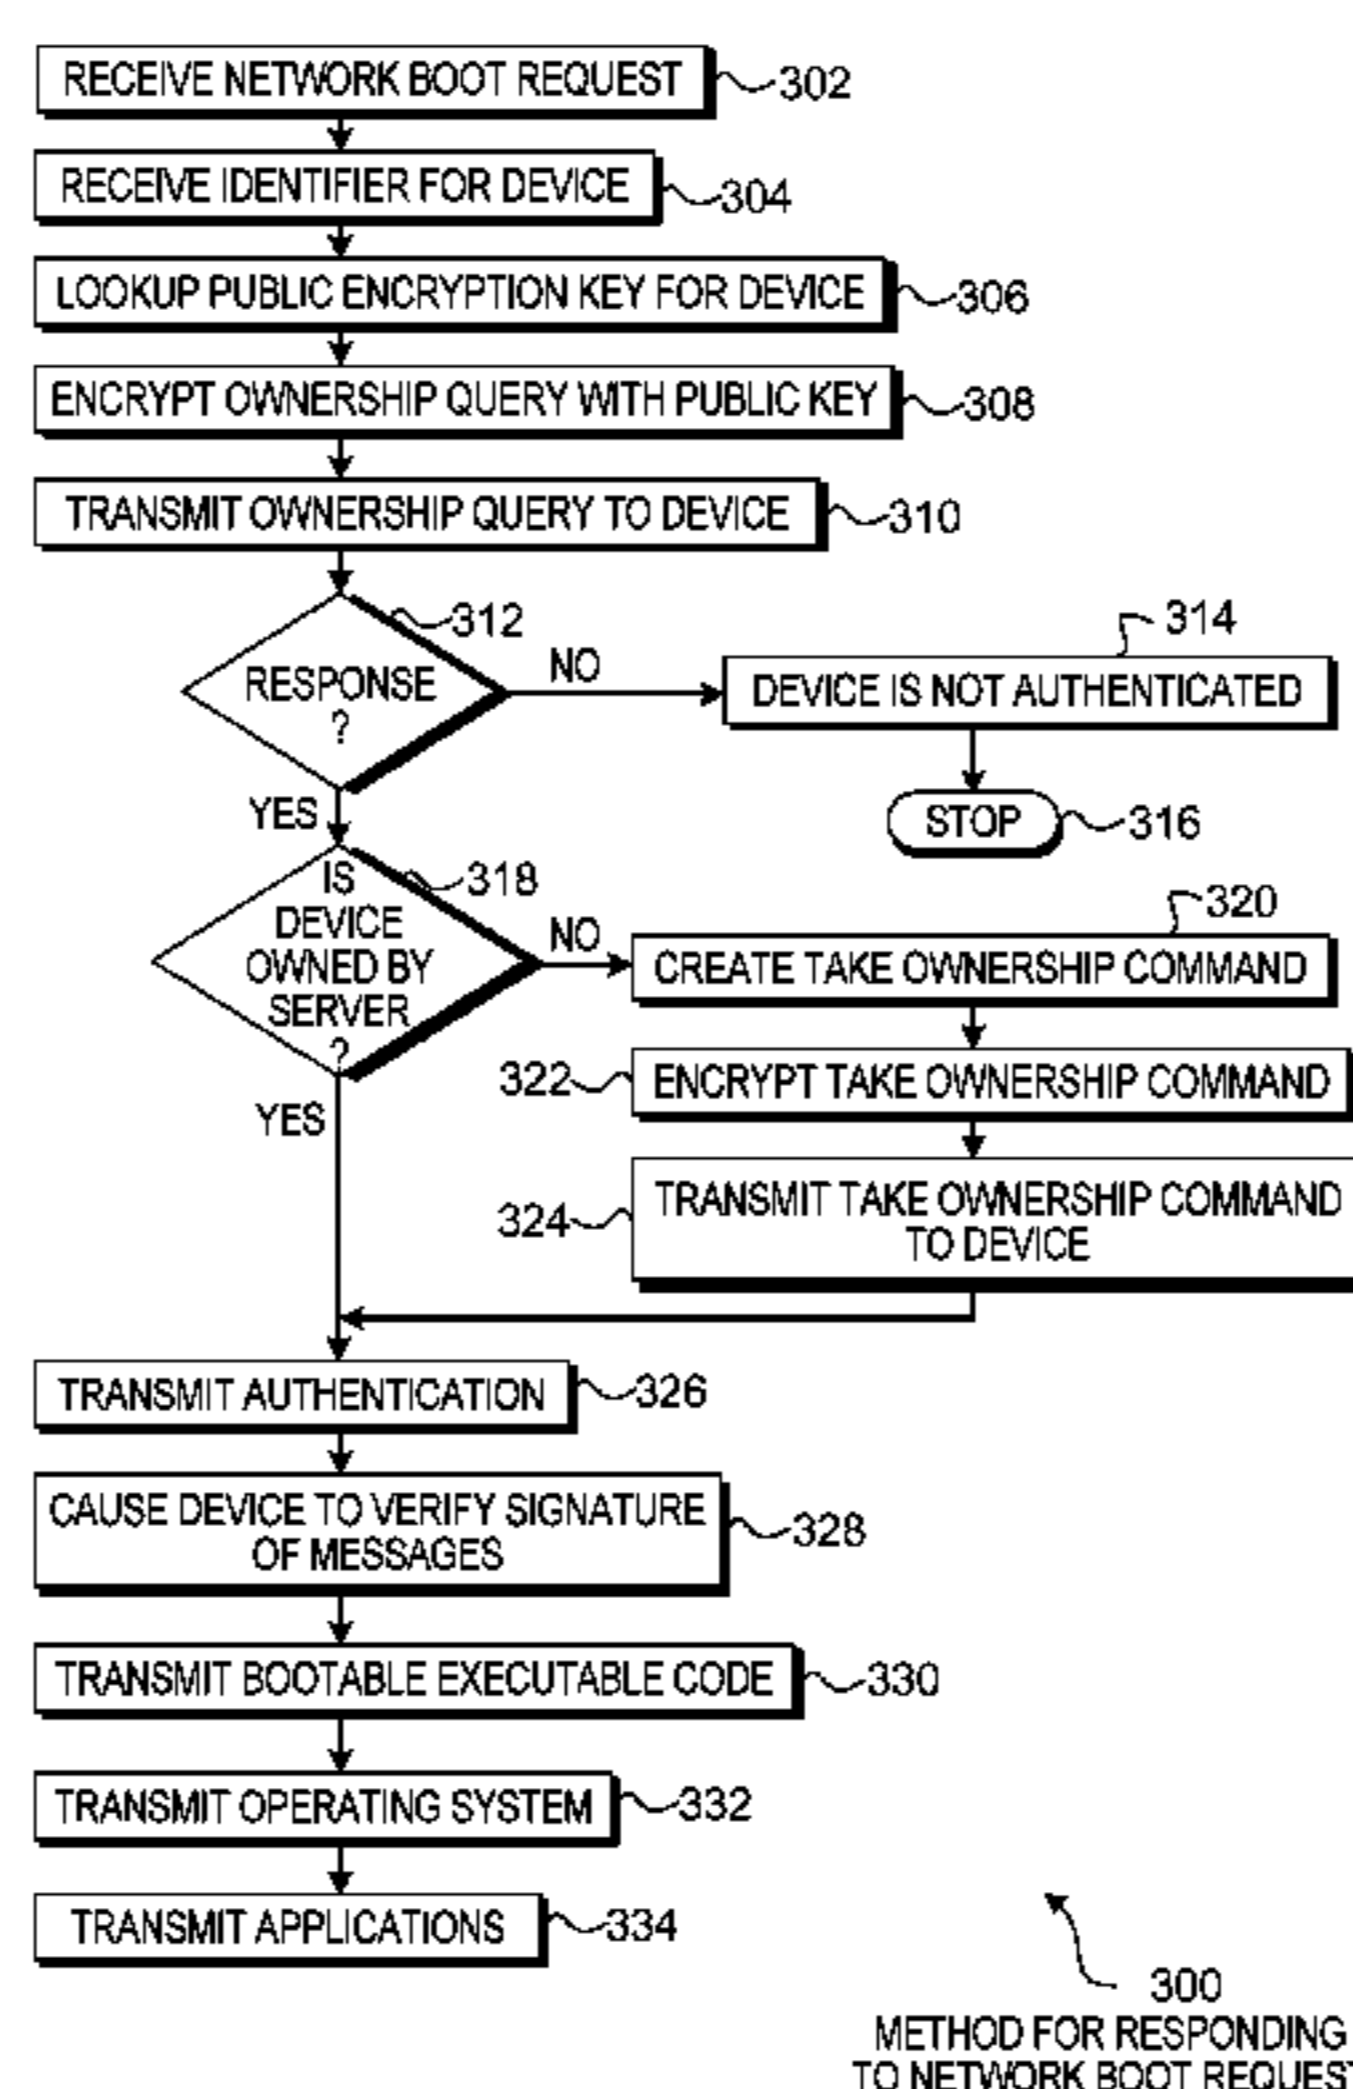 RECEIVE NETWORK BOOT REQUEST
302
RECEIVE IDENTIFIER FOR DEVICE
304
LOOKUP PUBLIC ENCRYPTION KEY FOR DEVICE
306
ENCRYPT OWNERSHIP QUERY WITH PUBLIC KEY
308
TRANSMIT OWNERSHIP QUERY TO DEVICE
310
312
RESPONSE
?
NO
314
DEVICE IS NOT AUTHENTICATED
STOP
316
YES
318
IS
DEVICE
OWNED BY
SERVER
?
NO
320
CREATE TAKE OWNERSHIP COMMAND
322
ENCRYPT TAKE OWNERSHIP COMMAND
324
TRANSMIT TAKE OWNERSHIP COMMAND
TO DEVICE
YES
TRANSMIT AUTHENTICATION
326
CAUSE DEVICE TO VERIFY SIGNATURE
OF MESSAGES
328
TRANSMIT BOOTABLE EXECUTABLE CODE
330
TRANSMIT OPERATING SYSTEM
332
TRANSMIT APPLICATIONS
334
300
METHOD FOR RESPONDING
TO NETWORK BOOT REQUEST